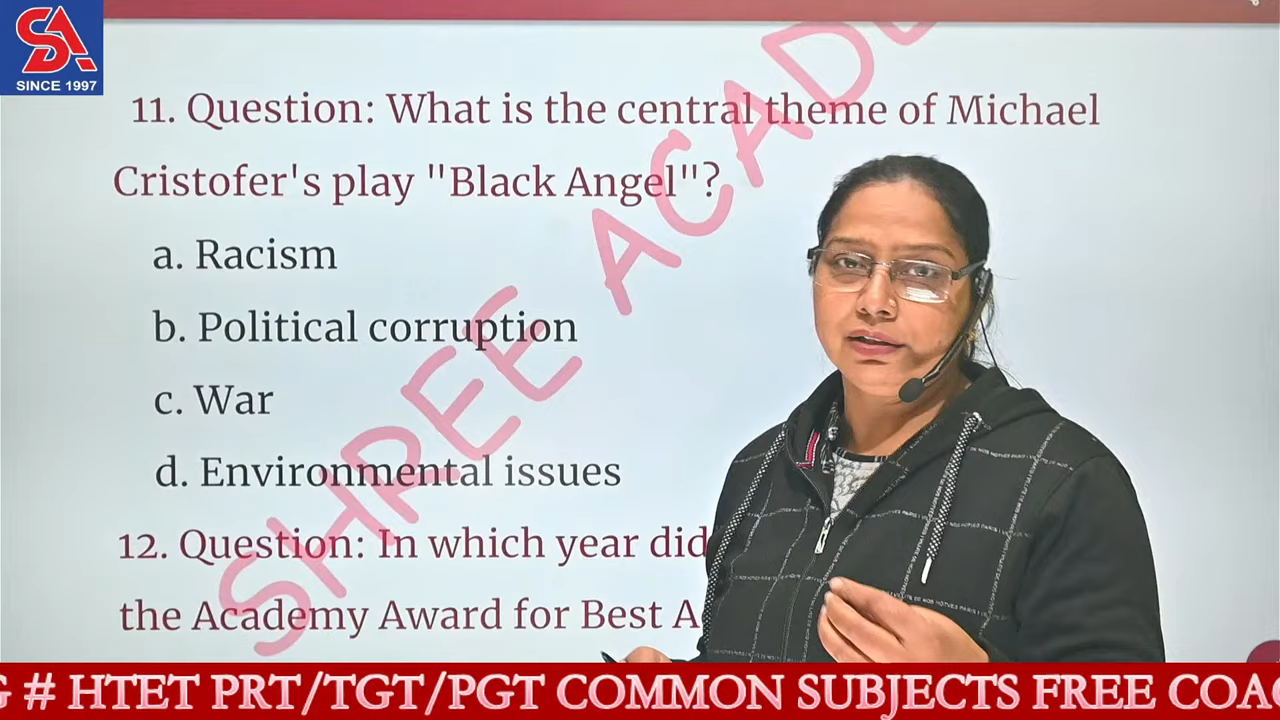 SA
SINCE 1997
11. Question: What is the central theme of Michael
Cristofer's play "Black Angel"?
a. Racism
b. Political corruption
c. War
d. Environmental issues
12. Question: In which year did
the Academy Award for Best A
SHREE ACADE
G # HTET PRT/TGT/PGT COMMON SUBJECTS FREE COAC